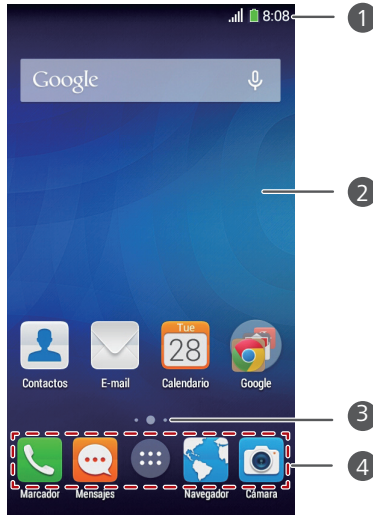 8:08
1
Google
2
Tue
28
Contactos E-mail Calendario Google
3
4
Marcador Mensajes Navegador Cámara